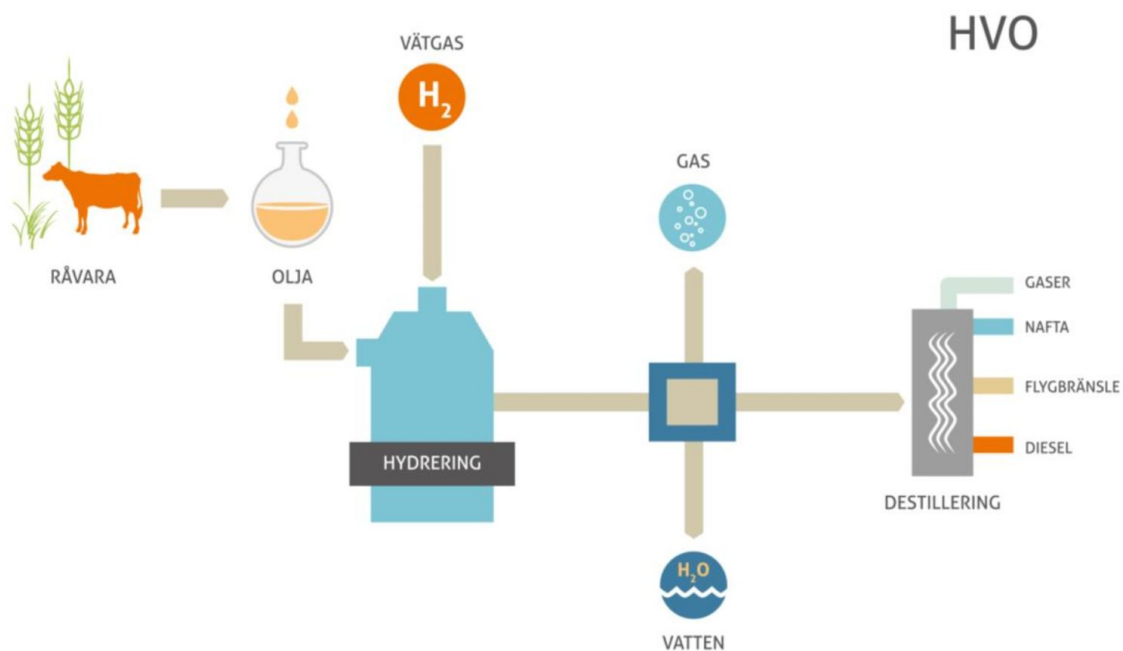 HVO
VÄTGAS
H₂
RÅVARA
OLJA
HYDRERING
GAS
H₂O
VATTEN
GASER
NAFTA
FLYGBRÄNSLE
DIESEL
DESTILLERING